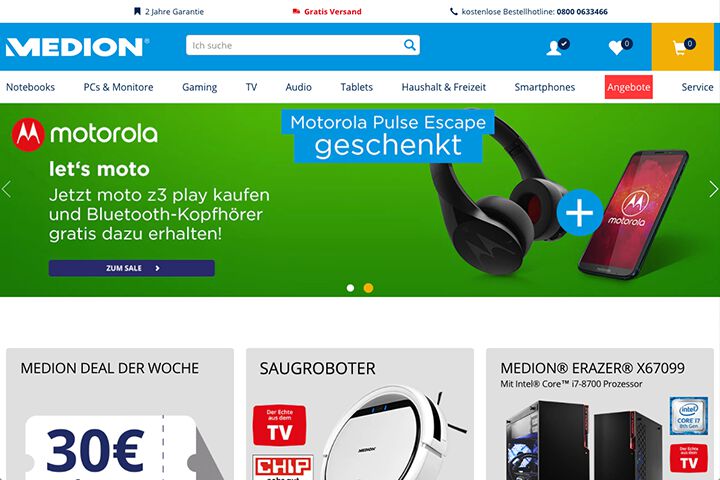 2 Jahre Garantie
Gratis Versand
kostenlose Bestellhotline: 0800 0633466
MEDION®
Ich suche
0
0
Notebooks PCs & Monitore Gaming TV Audio Tablets Haushalt & Freizeit Smartphones Angebote Service
motorola
let's moto
Jetzt moto z3 play kaufen
und Bluetooth-Kopfhörer
gratis dazu erhalten!
ZUM SALE
Motorola Pulse Escape
geschenkt
motorola
MEDION DEAL DER WOCHE
30€
SAUGROBOTER
Der Echte
aus dem
TV
CHIP
sehr gut
MEDION
MEDION® ERAZER® X67099
Mit Intel® Core™ i7-8700 Prozessor
intel
CORE i7
8th Gen
Der Echte
aus dem
TV